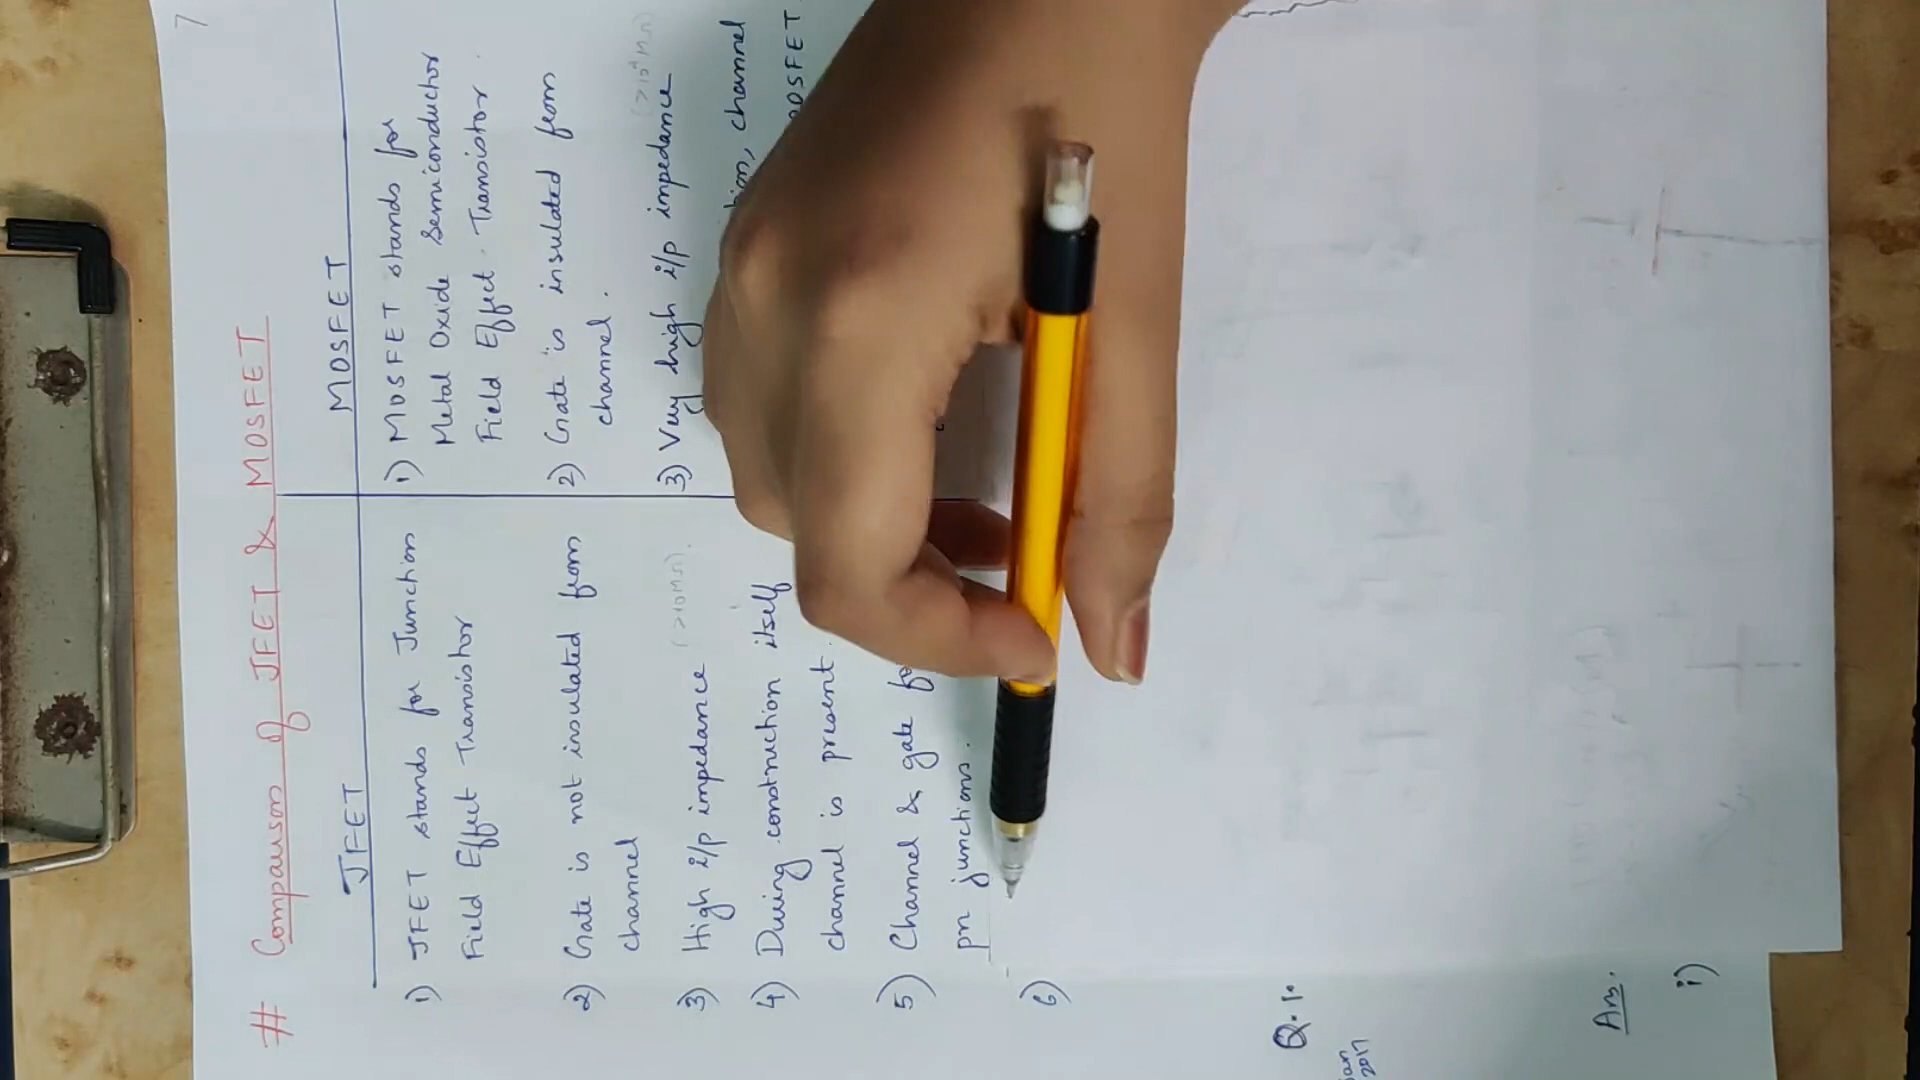 7
# Comparison of JFET & MOSFET
JFET
MOSFET
1) JFET stands for Junction
Field Effect Transistor
2) Gate is not insulated from
channel
3) High i/p impedance (>10MΩ).
4) During construction itself
channel is present.
5) Channel & gate
pn junctions.
6)
1) MOSFET stands for
Metal Oxide Semiconductor
Field Effect Transistor.
2) Gate is insulated from
channel.
3) Very high i/p impedance
channel
MOSFET
Q.1.
Jan
2017
Ans.
i)